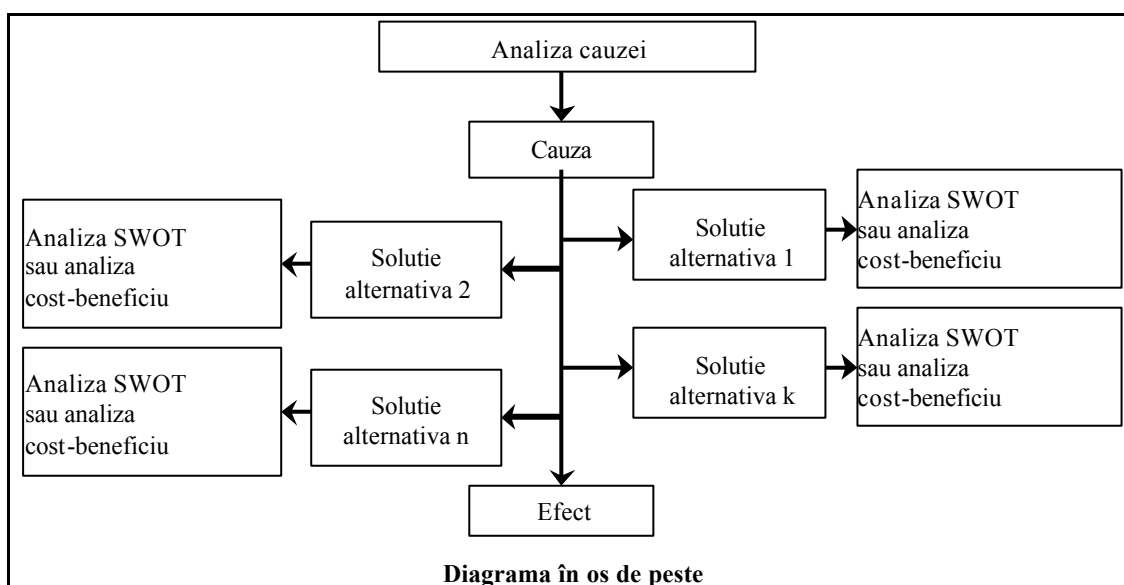 Analiza cauzei
Cauza
Solutie
alternativa 1
Analiza SWOT
sau analiza
cost-beneficiu
Analiza SWOT
sau analiza
cost-beneficiu
Solutie
alternativa 2
Solutie
alternativa k
Analiza SWOT
sau analiza
cost-beneficiu
Analiza SWOT
sau analiza
cost-beneficiu
Solutie
alternativa n
Efect
Diagrama în os de peste